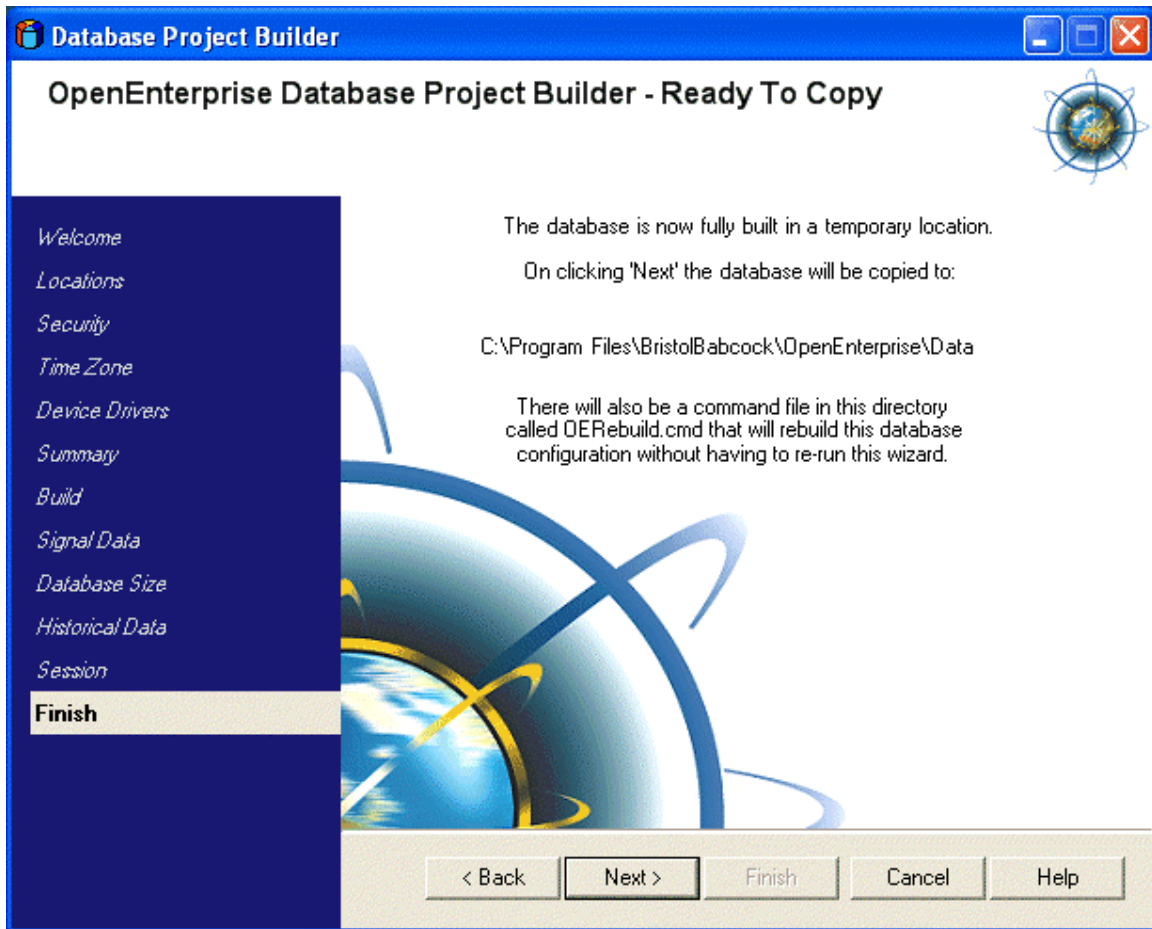 Database Project Builder
OpenEnterprise Database Project Builder - Ready To Copy
Welcome
Locations
Security
Time Zone
Device Drivers
Summary
Build
Signal Data
Database Size
Historical Data
Session
Finish
The database is now fully built in a temporary location.
On clicking 'Next' the database will be copied to:
C:\Program Files\BristolBabcock\OpenEnterprise\Data
There will also be a command file in this directory
called OERebuild.cmd that will rebuild this database
configuration without having to re-run this wizard.
< Back
Next >
Finish
Cancel
Help